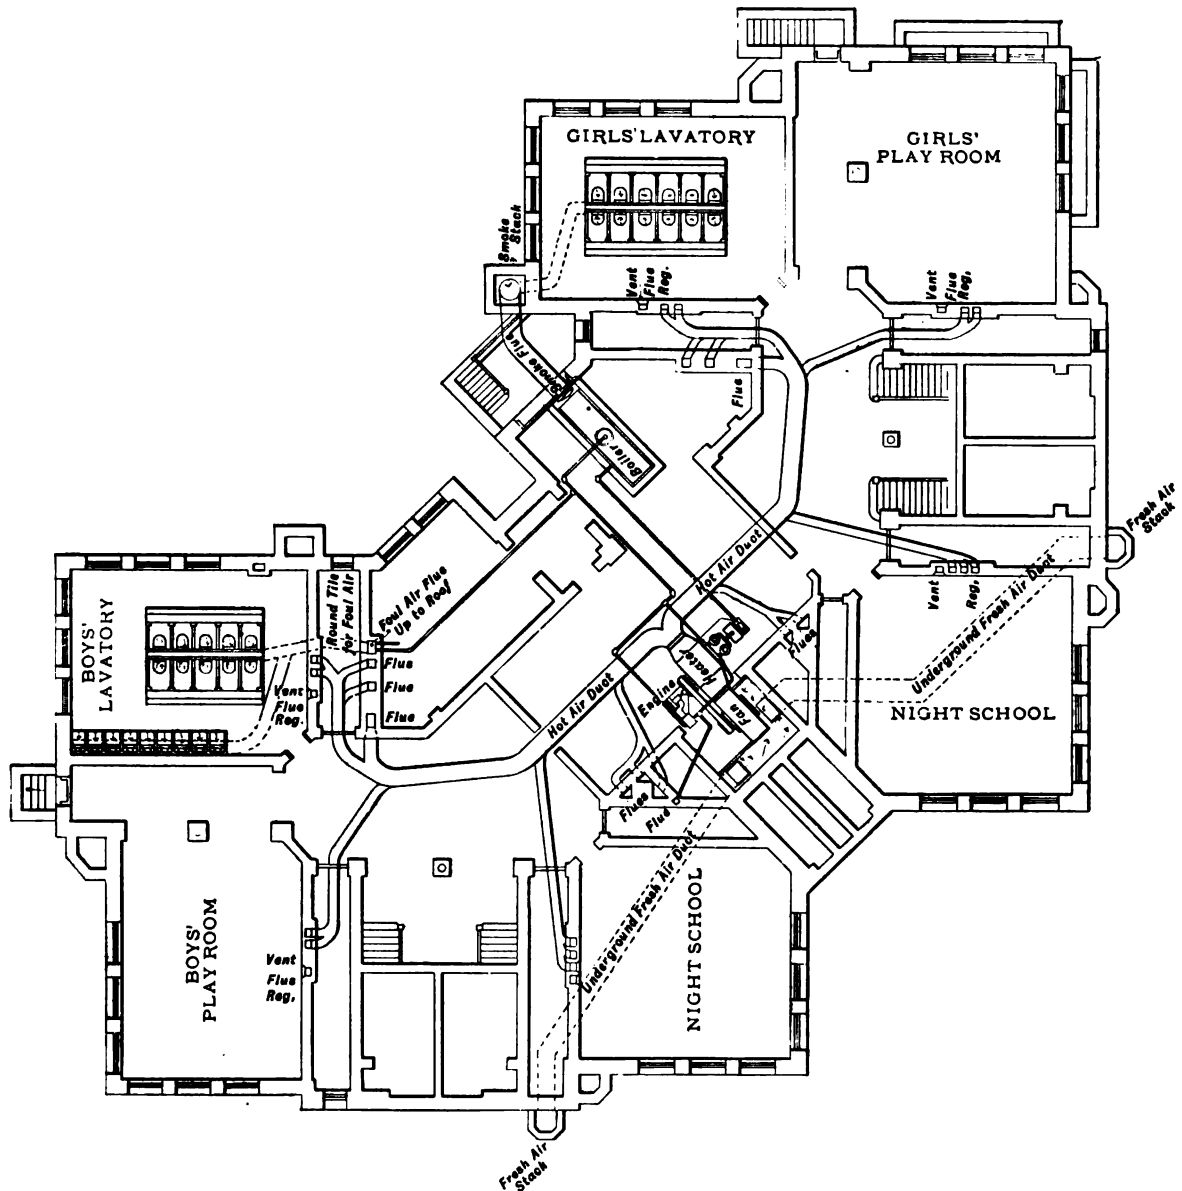 GIRLS' LAVATORY
GIRLS'
PLAY ROOM
Smoke
Stack
Vent
Flue
Reg.
Vent
Flue
Reg,
Smoke Flue
Flue
Boiler
Fresh Air
Stack
Hot Air Duct
Vent
Reg,
Underground Fresh Air Duct
BOYS'
LAVATORY
Round Tile
for Foul Air
Foul Air Flue
Up to Roof
Flue
Flue
Flue
Vent
Flue
Reg.
Heater
Flues
Engine
Fan
Hot Air Duct
NIGHT SCHOOL
Flues
Flue
Underground Fresh Air Duct
BOYS'
PLAY ROOM
Vent
Flue
Reg,
NIGHT SCHOOL
Fresh Air
Stack